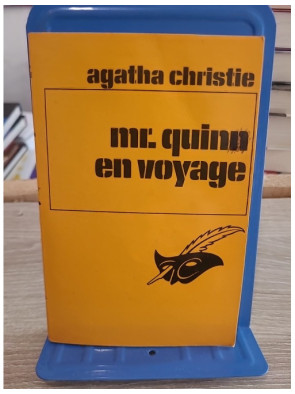 agatha christie
mr. quinn
en voyage